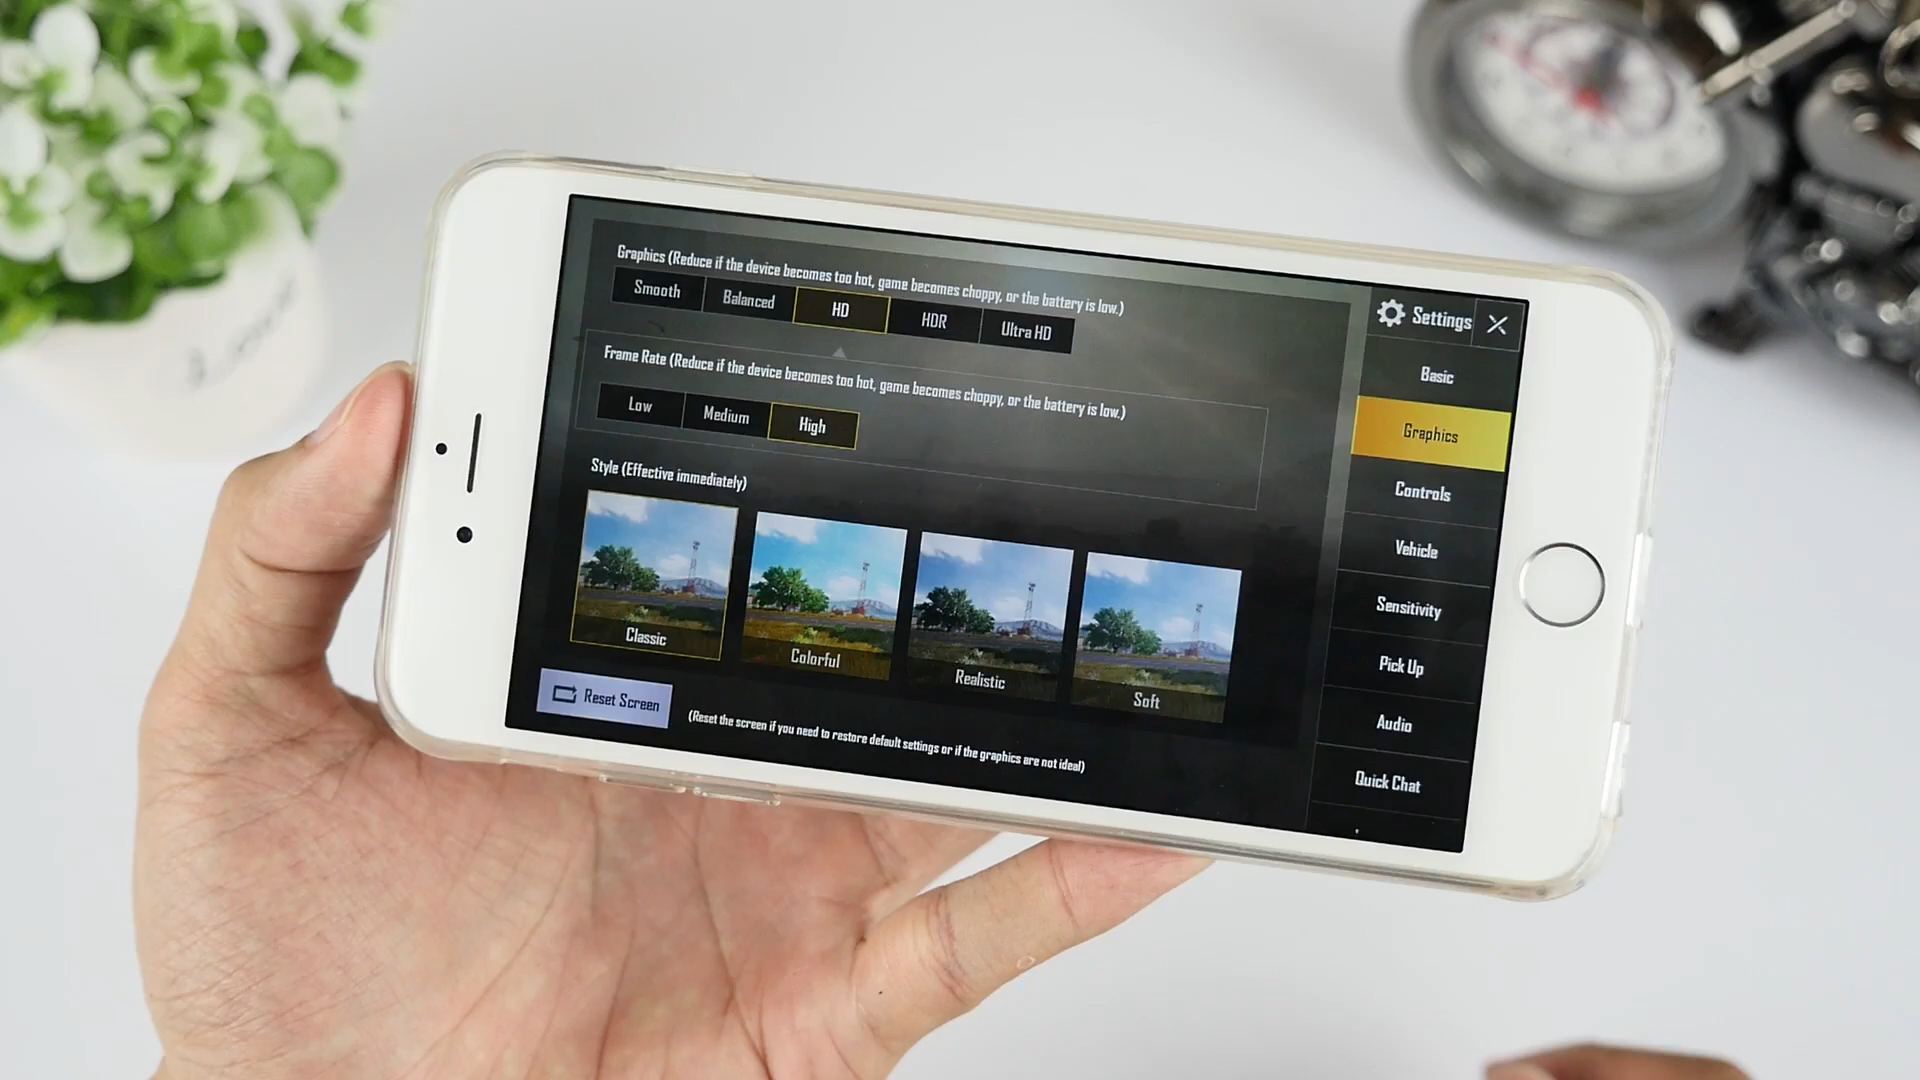 Graphics (Reduce if the device becomes too hot, game becomes choppy, or the battery is low.)
Smooth
Balanced
HD
HDR
Ultra HD
Frame Rate (Reduce if the device becomes too hot, game becomes choppy, or the battery is low.)
Low
Medium
High
Style (Effective immediately)
Classic
Colorful
Realistic
Soft
Reset Screen
(Reset the screen if you need to restore default settings or if the graphics are not ideal)
Settings
Basic
Graphics
Controls
Vehicle
Sensitivity
Pick Up
Audio
Quick Chat